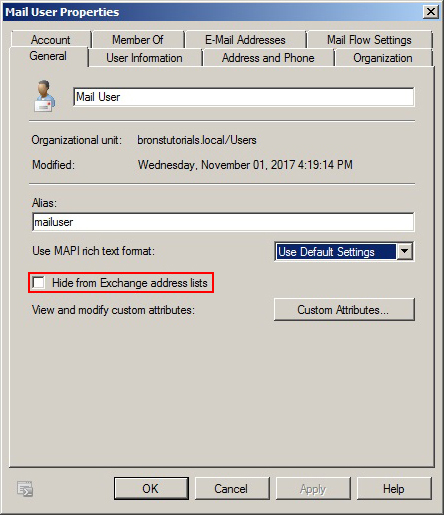 Mail User Properties
Account Member Of E-Mail Addresses Mail Flow Settings
General User Information Address and Phone Organization
Mail User
Organizational unit: bronstutorials.local/Users
Modified: Wednesday, November 01, 2017 4:19:14 PM
Alias:
mailuser
Use MAPI rich text format: Use Default Settings
Hide from Exchange address lists
View and modify custom attributes: Custom Attributes...
OK Cancel Apply Help